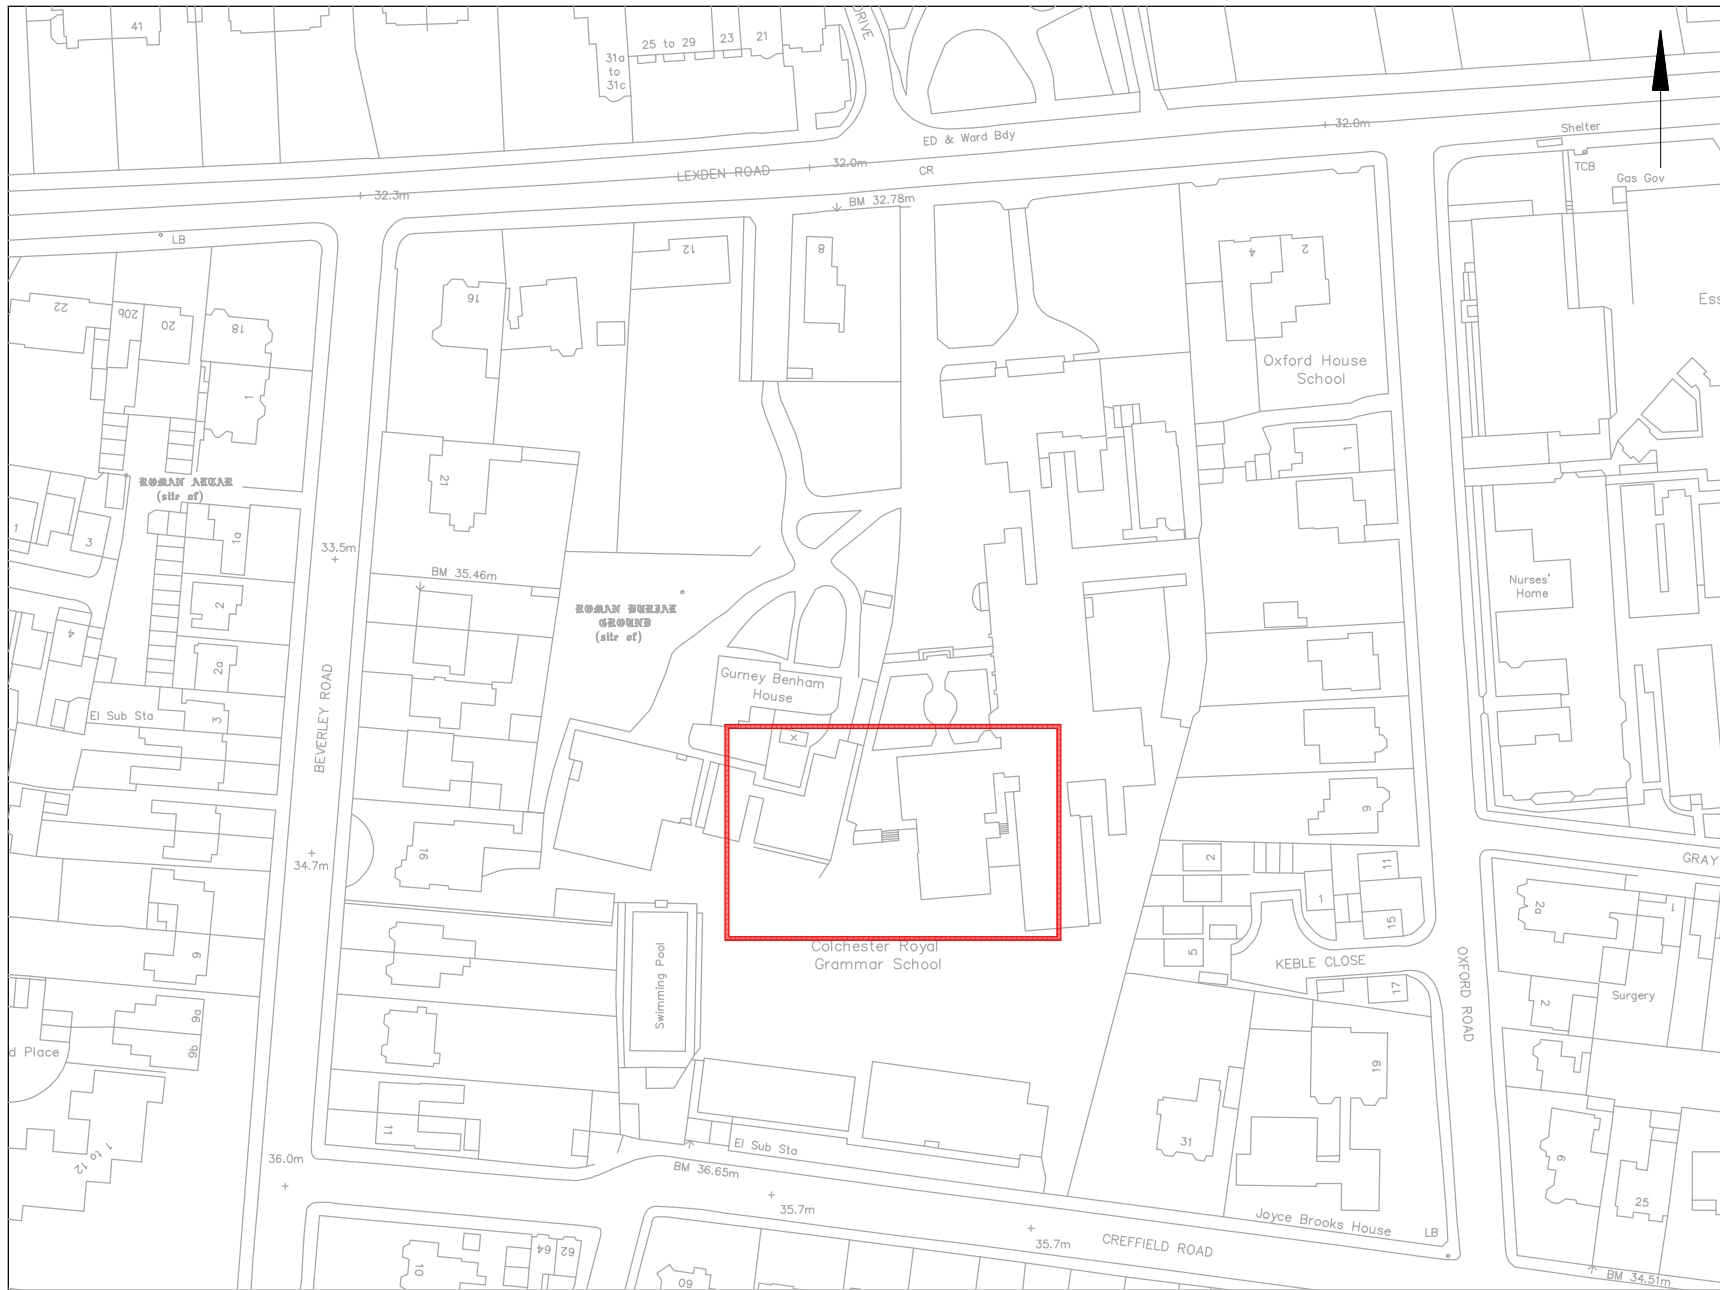 41
25 to 29
23
21
31a
to
31c
DRIVE
ED & Ward Bdy
32.0m
Shelter
TCB
Gas Gov
LEXDEN ROAD
32.0m
CR
32.3m
BM 32.78m
LB
12
8
4
2
16
22
20b
20
18
Ess
Oxford House
School
1
1
21
ROMAN ALTAR
(site of)
1
3
1a
33.5m
BM 35.46m
Nurses'
Home
2
ROMAN BURIAL
GROUND
(site of)
4
2a
Gurney Benham
House
3
El Sub Sta
BEVERLEY ROAD
9
16
34.7m
2
11
GRAY
1
2a
1
15
5
9
Colchester Royal
Grammar School
Swimming Pool
KEBLE CLOSE
OXFORD ROAD
17
2
Surgery
9a
9b
d Place
19
11
1 to 12
31
El Sub Sta
36.0m
BM 36.65m
9
25
35.7m
Joyce Brooks House
LB
35.7m
CREFFIELD ROAD
64
62
10
60
BM 34.51m